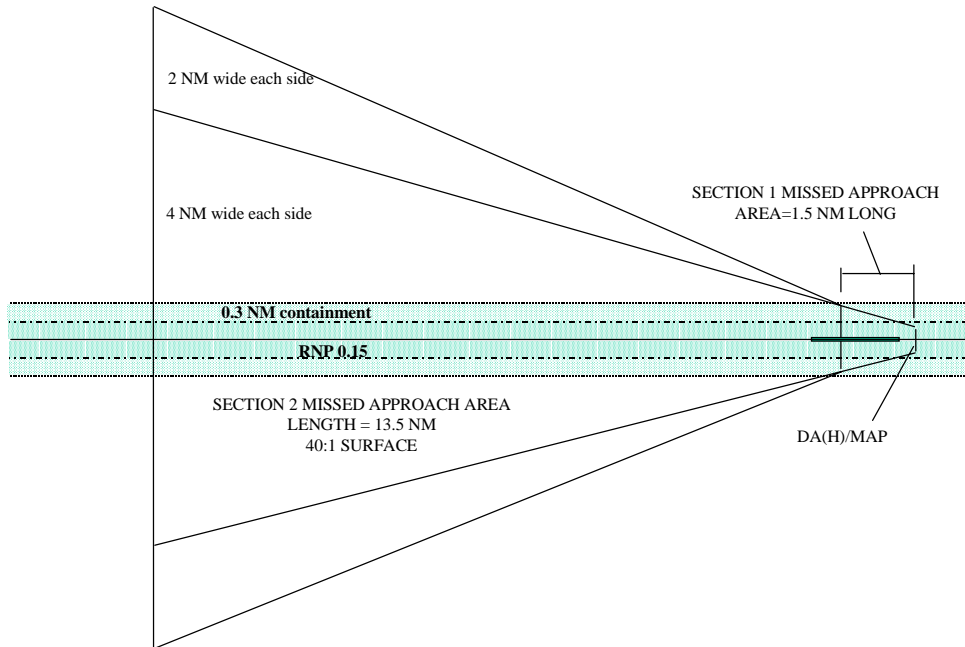 2 NM wide each side
4 NM wide each side
SECTION 1 MISSED APPROACH
AREA=1.5 NM LONG
0.3 NM containment
RNP 0.15
SECTION 2 MISSED APPROACH AREA
LENGTH = 13.5 NM
40:1 SURFACE
DA(H)/MAP